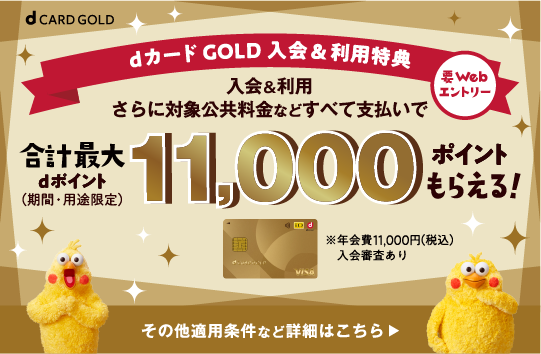 d CARD GOLD
dカード GOLD 入会＆利用特典
要Web
エントリー
入会＆利用
さらに対象公共料金などすべて支払いで
合計最大
dポイント
(期間・用途限定)
11,000
ポイント
もらえる!
※年会費11,000円(税込)
入会審査あり
VISA
その他適用条件など詳細はこちら▶